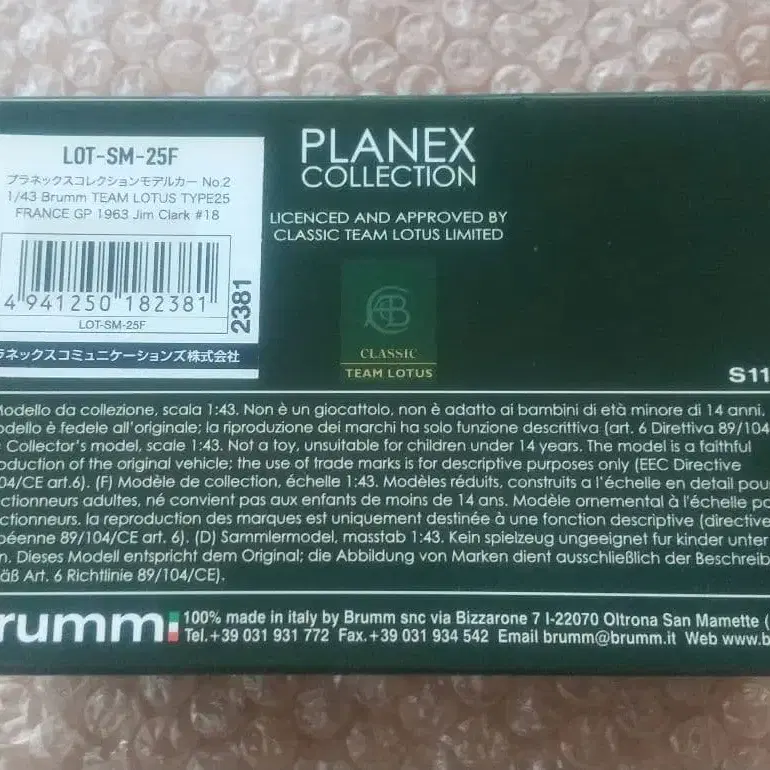 LOT-SM-25F
プラネックスコレクションモデルカー No.2
1/43 Brumm TEAM LOTUS TYPE25
FRANCE GP 1963 Jim Clark #18
4 941250 182381
2381
LOT-SM-25F
ラネックスコミュニケーションズ株式会社
PLANEX
COLLECTION
LICENCED AND APPROVED BY
CLASSIC TEAM LOTUS LIMITED
CLASSIC
TEAM LOTUS
S11
Modello da collezione, scala 1:43. Non è un giocattolo, non è adatto ai bambini di età minore di 14 anni.
odello è fedele all'originale; la riproduzione dei marchi ha solo funzione descrittiva (art. 6 Direttiva 89/104
Collector's model, scale 1:43. Not a toy, unsuitable for children under 14 years. The model is a faithful
oduction of the original vehicle; the use of trade marks is for descriptive purposes only (EEC Directive
04/CE art.6). (F) Modèle de collection, échelle 1:43. Modèles réduits, construits a l'échelle en detail pou
ctionneurs adultes, né convient pas aux enfants de moins de 14 ans. Modèle ornemental à l'échelle po
ctionneurs. la reproduction des marques est uniquement destinée à une fonction descriptive (directive
péenne 89/104/CE art. 6). (D) Sammlermodel, masstab 1:43. Kein spielzeug ungeeignet fur kinder unter
n. Dieses Modell entspricht dem Original; die Abbildung von Marken dient ausschließlich der Beschreib
äß Art. 6 Richtlinie 89/104/CE).
rumm
100% made in italy by Brumm snc via Bizzarone 7 I-22070 Oltrona San Mamette (
Tel.+39 031 931 772 Fax.+39 031 934 542 Email brumm@brumm.it Web www.b